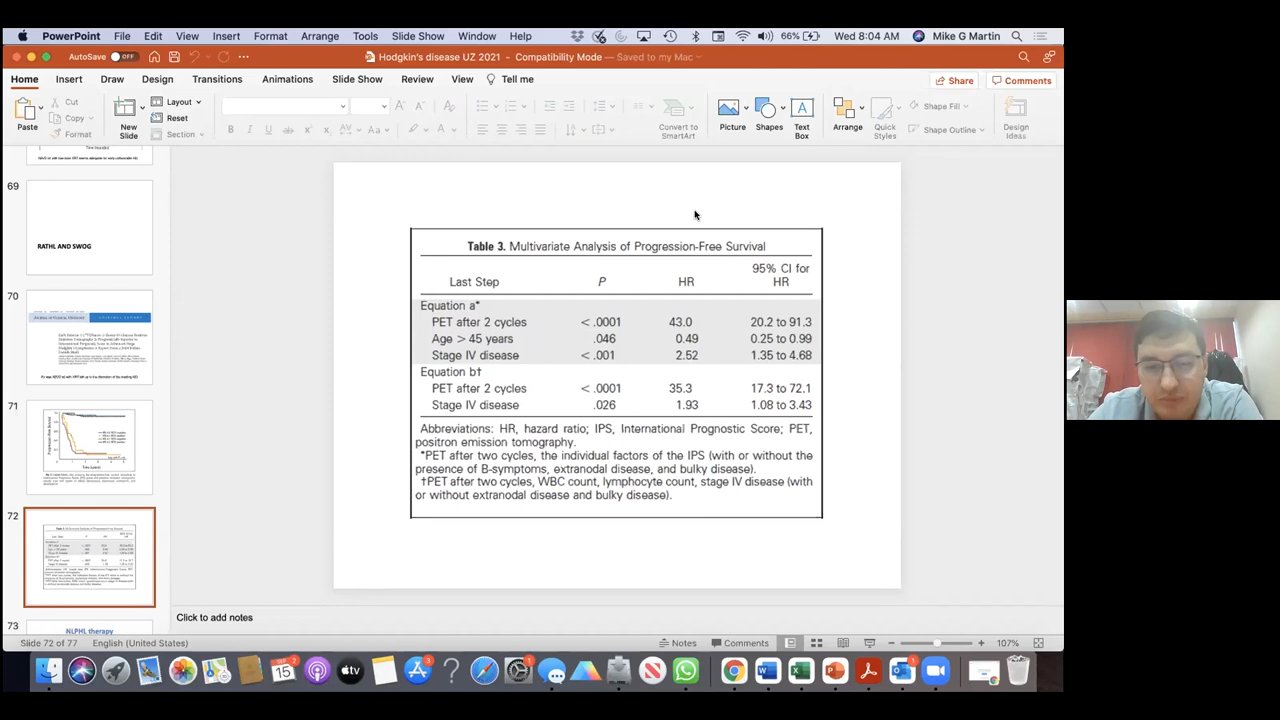 PowerPoint File Edit View Insert Format Arrange Tools Slide Show Window Help 66% Wed 8:04 AM Mike G Martin
AutoSave OFF Hodgkin's disease UZ 2021 - Compatibility Mode — Saved to my Mac
Home Insert Draw Design Transitions Animations Slide Show Review View Tell me Share Comments
Paste Cut Copy Format New Slide Layout Reset Section Convert to SmartArt Picture Shapes Text Box Arrange Quick Styles Shape Fill Shape Outline Design Ideas
69
RATHL AND SWOG
70
71
72
73
NLPHL therapy
Table 3. Multivariate Analysis of Progression-Free Survival
Last Step P HR 95% CI for HR
Equation a*
PET after 2 cycles < .0001 43.0 20.2 to 91.3
Age > 45 years .046 0.49 0.25 to 0.99
Stage IV disease < .001 2.52 1.35 to 4.68
Equation b†
PET after 2 cycles < .0001 35.3 17.3 to 72.1
Stage IV disease .026 1.93 1.08 to 3.43
Abbreviations: HR, hazard ratio; IPS, International Prognostic Score; PET,
positron emission tomography.
*PET after two cycles, the individual factors of the IPS (with or without the
presence of B-symptoms, extranodal disease, and bulky disease).
†PET after two cycles, WBC count, lymphocyte count, stage IV disease (with
or without extranodal disease and bulky disease).
Click to add notes
Slide 72 of 77 English (United States) Notes Comments 107%